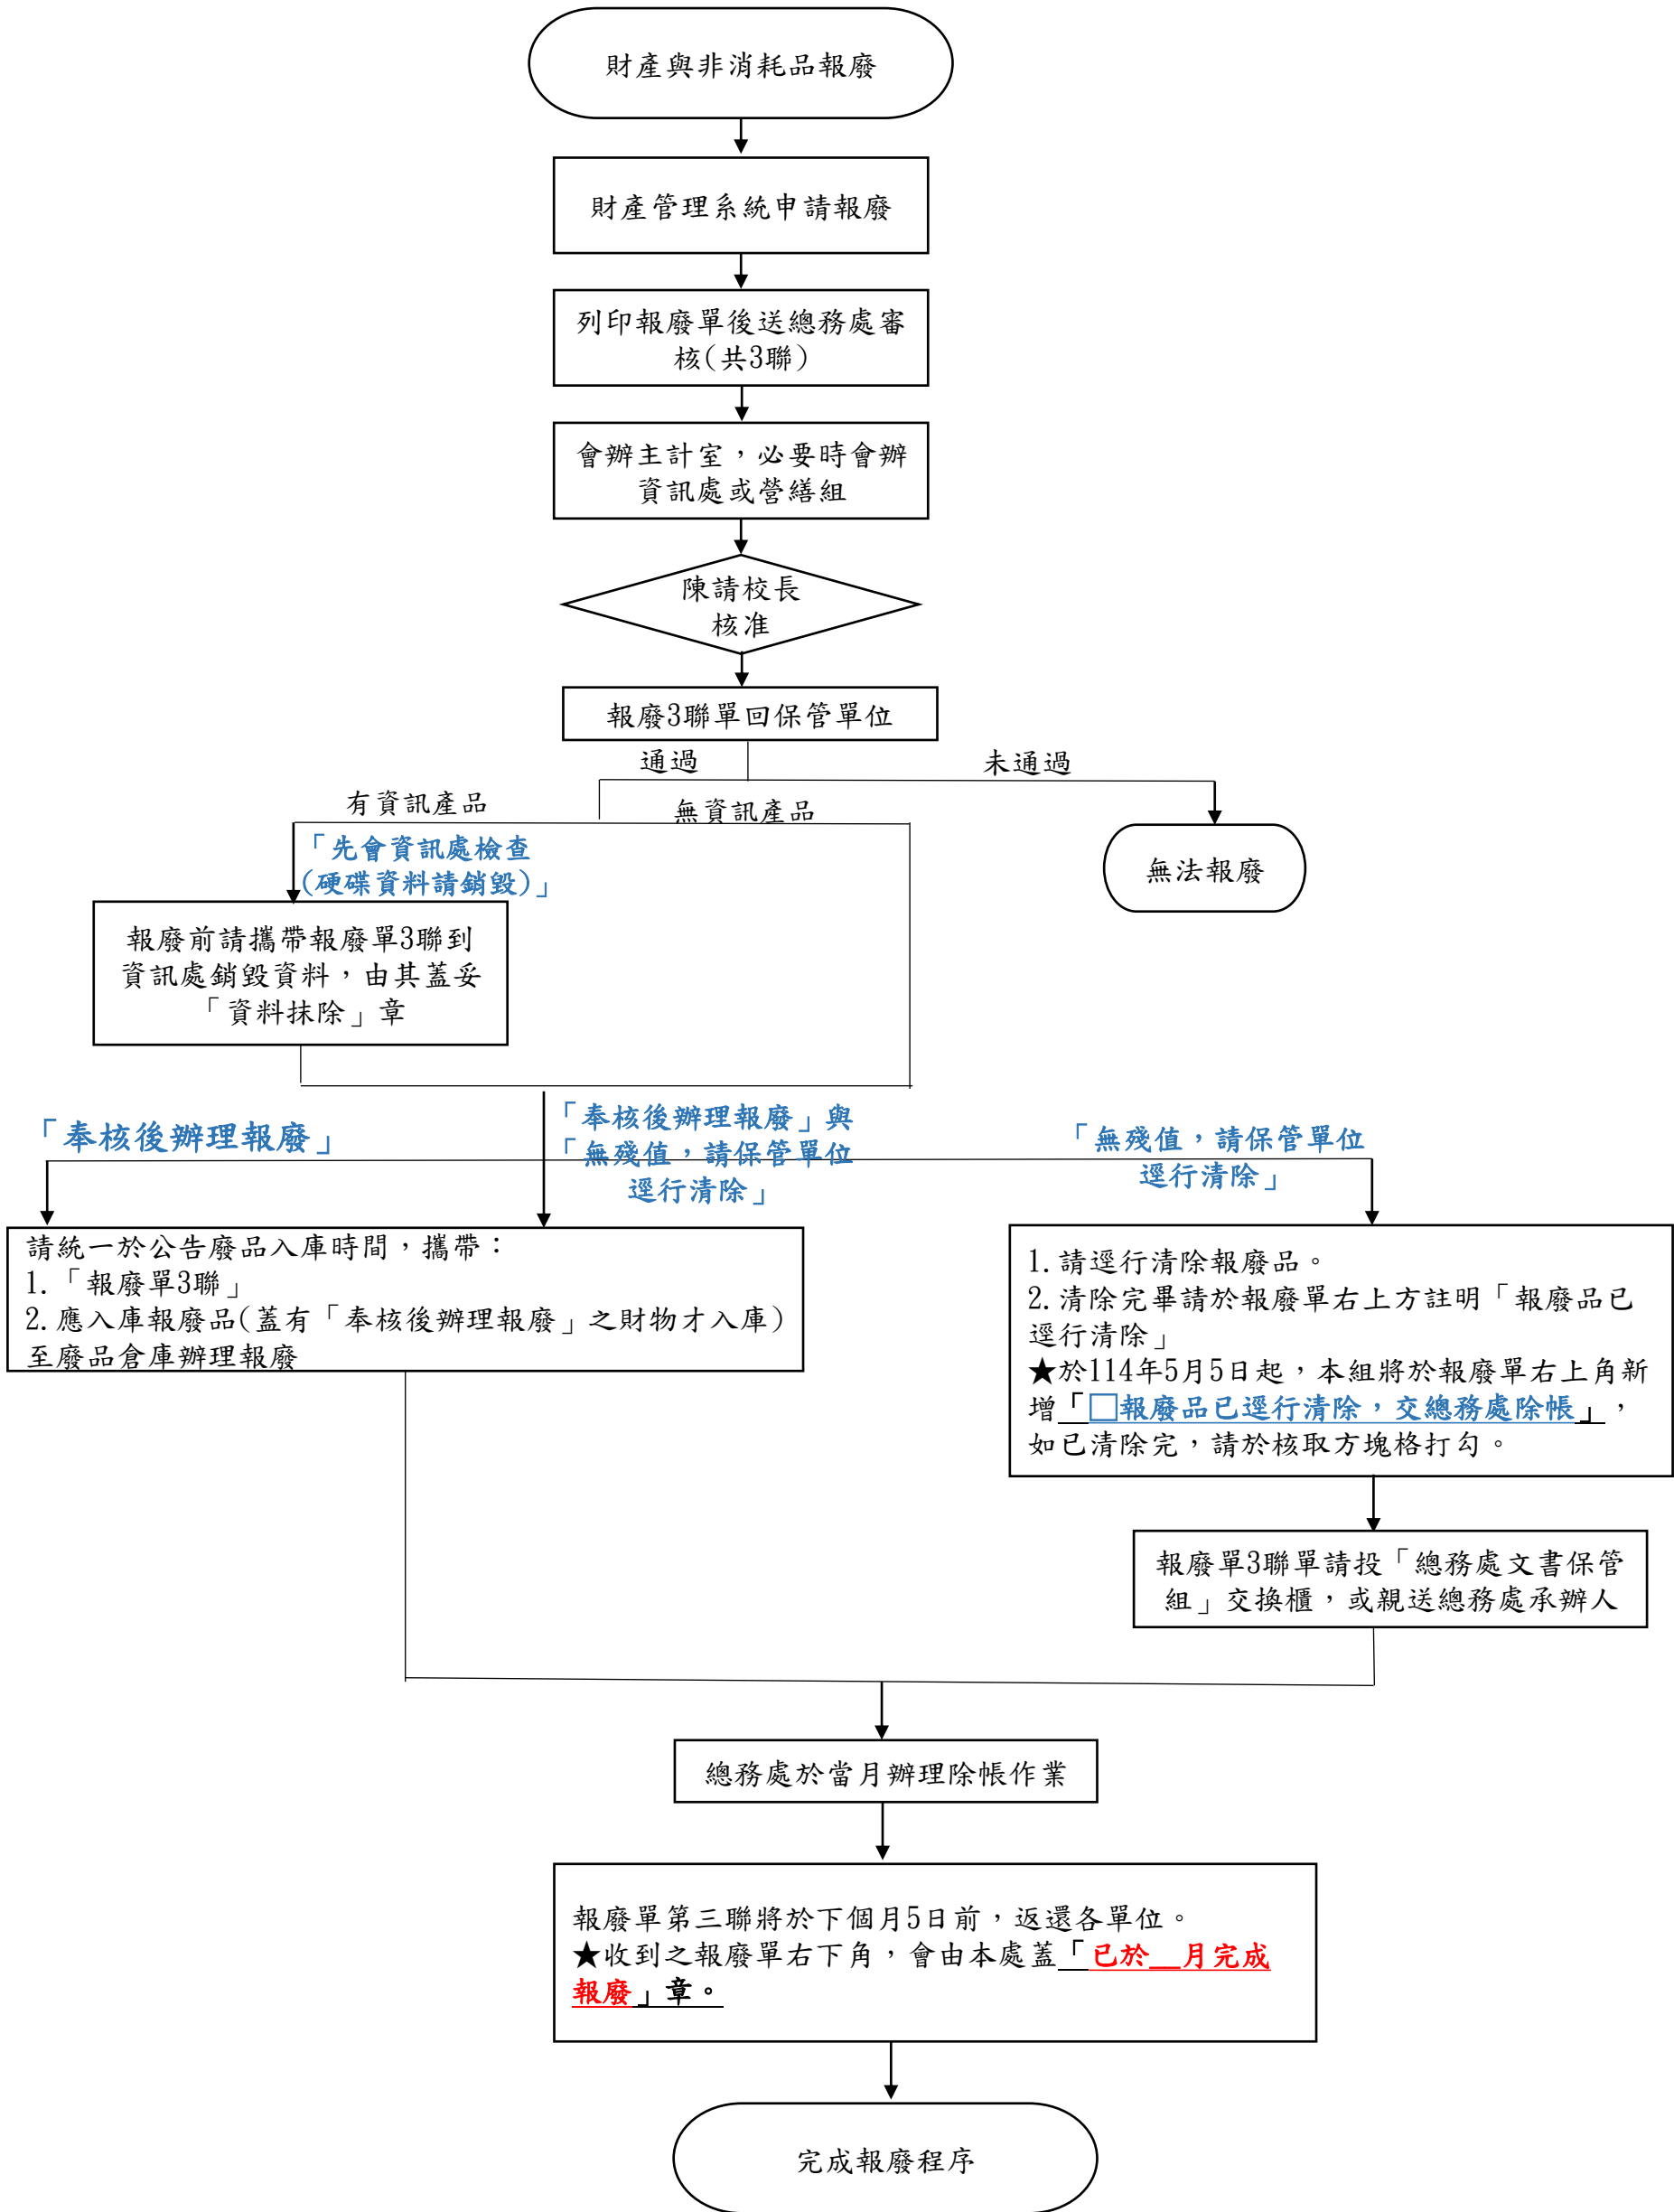 財產與非消耗品報廢
財產管理系統申請報廢
列印報廢單後送總務處審
核(共3聯)
會辦主計室，必要時會辦
資訊處或營繕組
陳請校長
核准
報廢3聯單回保管單位
通過
未通過
有資訊產品
無資訊產品
「先會資訊處檢查
(硬碟資料請銷毀)」
無法報廢
報廢前請攜帶報廢單3聯到
資訊處銷毀資料，由其蓋妥
「資料抹除」章
「奉核後辦理報廢」
「奉核後辦理報廢」與
「無殘值，請保管單位
逕行清除」
「無殘值，請保管單位
逕行清除」
請統一於公告廢品入庫時間，攜帶：
1.「報廢單3聯」
2.應入庫報廢品(蓋有「奉核後辦理報廢」之財物才入庫)
至廢品倉庫辦理報廢
1.請逕行清除報廢品。
2.清除完畢請於報廢單右上方註明「報廢品已
逕行清除」
★於114年5月5日起，本組將於報廢單右上角新
增「□報廢品已逕行清除，交總務處除帳」，
如已清除完，請於核取方塊格打勾。
報廢單3聯單請投「總務處文書保管
組」交換櫃，或親送總務處承辦人
總務處於當月辦理除帳作業
報廢單第三聯將於下個月5日前，返還各單位。
★收到之報廢單右下角，會由本處蓋「已於__月完成
報廢」章。
完成報廢程序